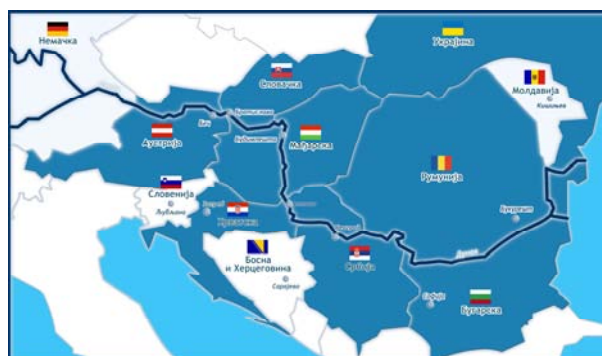 Немачка
Украјина
Словачка
Молдавија
Кишињев
Братислава
Беч
Аустрија
Мађарска
Будимпешта
Румунија
Словенија
Љубљана
Загреб
Хрватска
Букурешт
Београд
Дунав
Босна
и Херцеговина
Србија
Сарајево
Софија
Бугарска